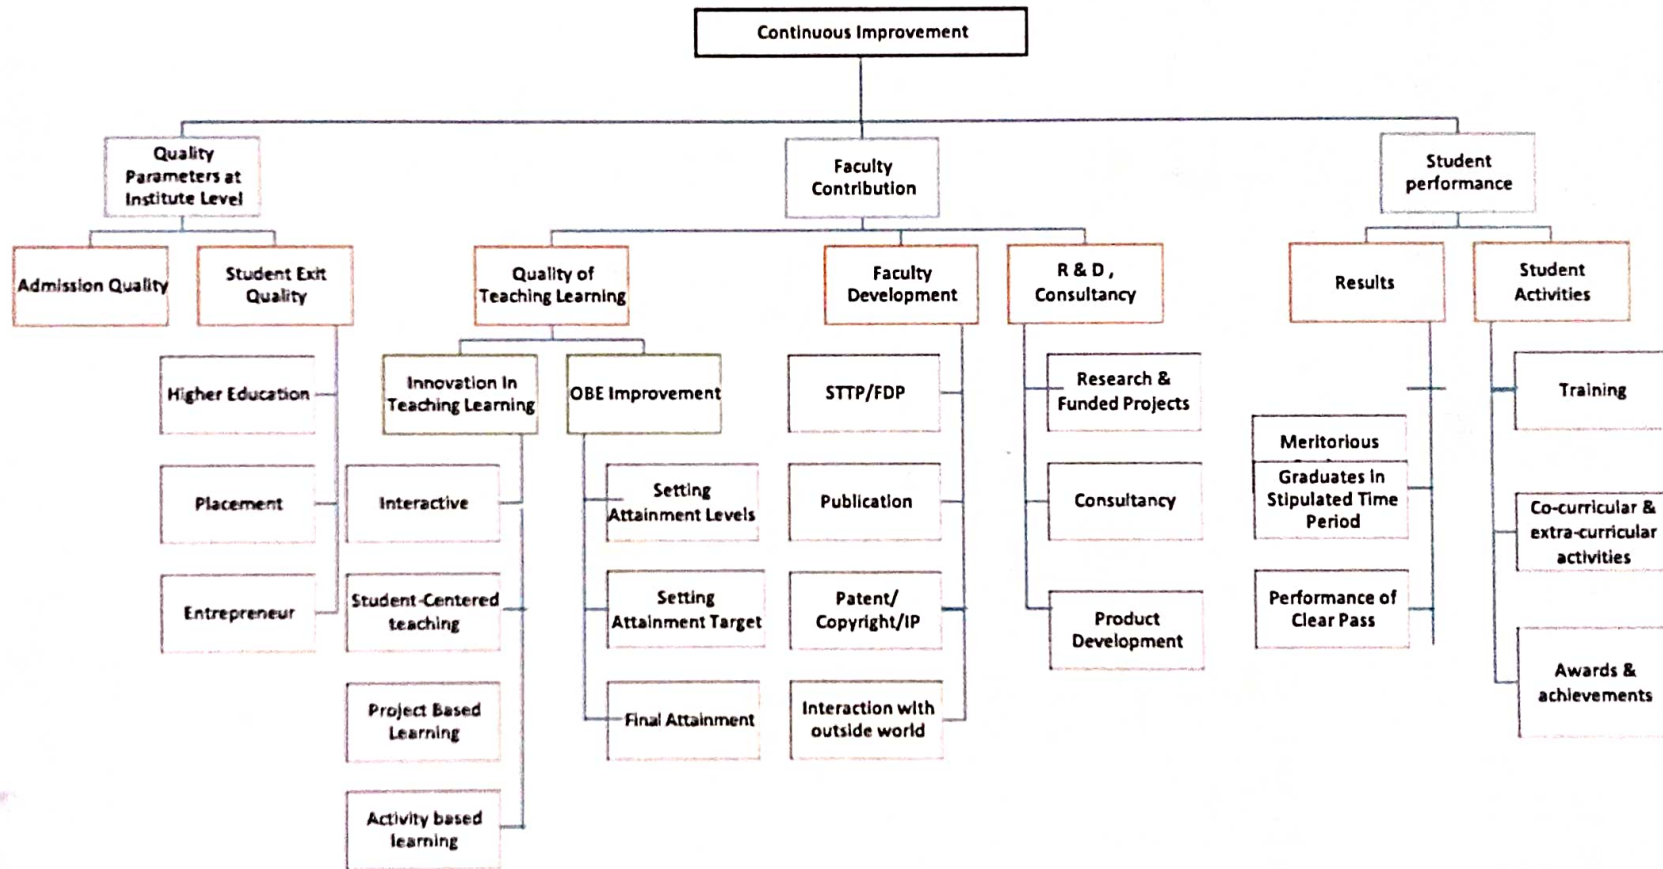 Continuous Improvement
Quality
Parameters at
Institute Level
Faculty
Contribution
Student
performance
Admission Quality
Student Exit
Quality
Quality of
Teaching Learning
Faculty
Development
R & D ,
Consultancy
Results
Student
Activities
Higher Education
Placement
Entrepreneur
Innovation In
Teaching Learning
Interactive
Student-Centered
teaching
Project Based
Learning
Activity based
learning
OBE Improvement
Setting
Attainment Levels
Setting
Attainment Target
Final Attainment
STTP/FDP
Publication
Patent/
Copyright/IP
Interaction with
outside world
Research &
Funded Projects
Consultancy
Product
Development
Meritorious
Graduates in
Stipulated Time
Period
Performance of
Clear Pass
Training
Co-curricular &
extra-curricular
activities
Awards &
achievements